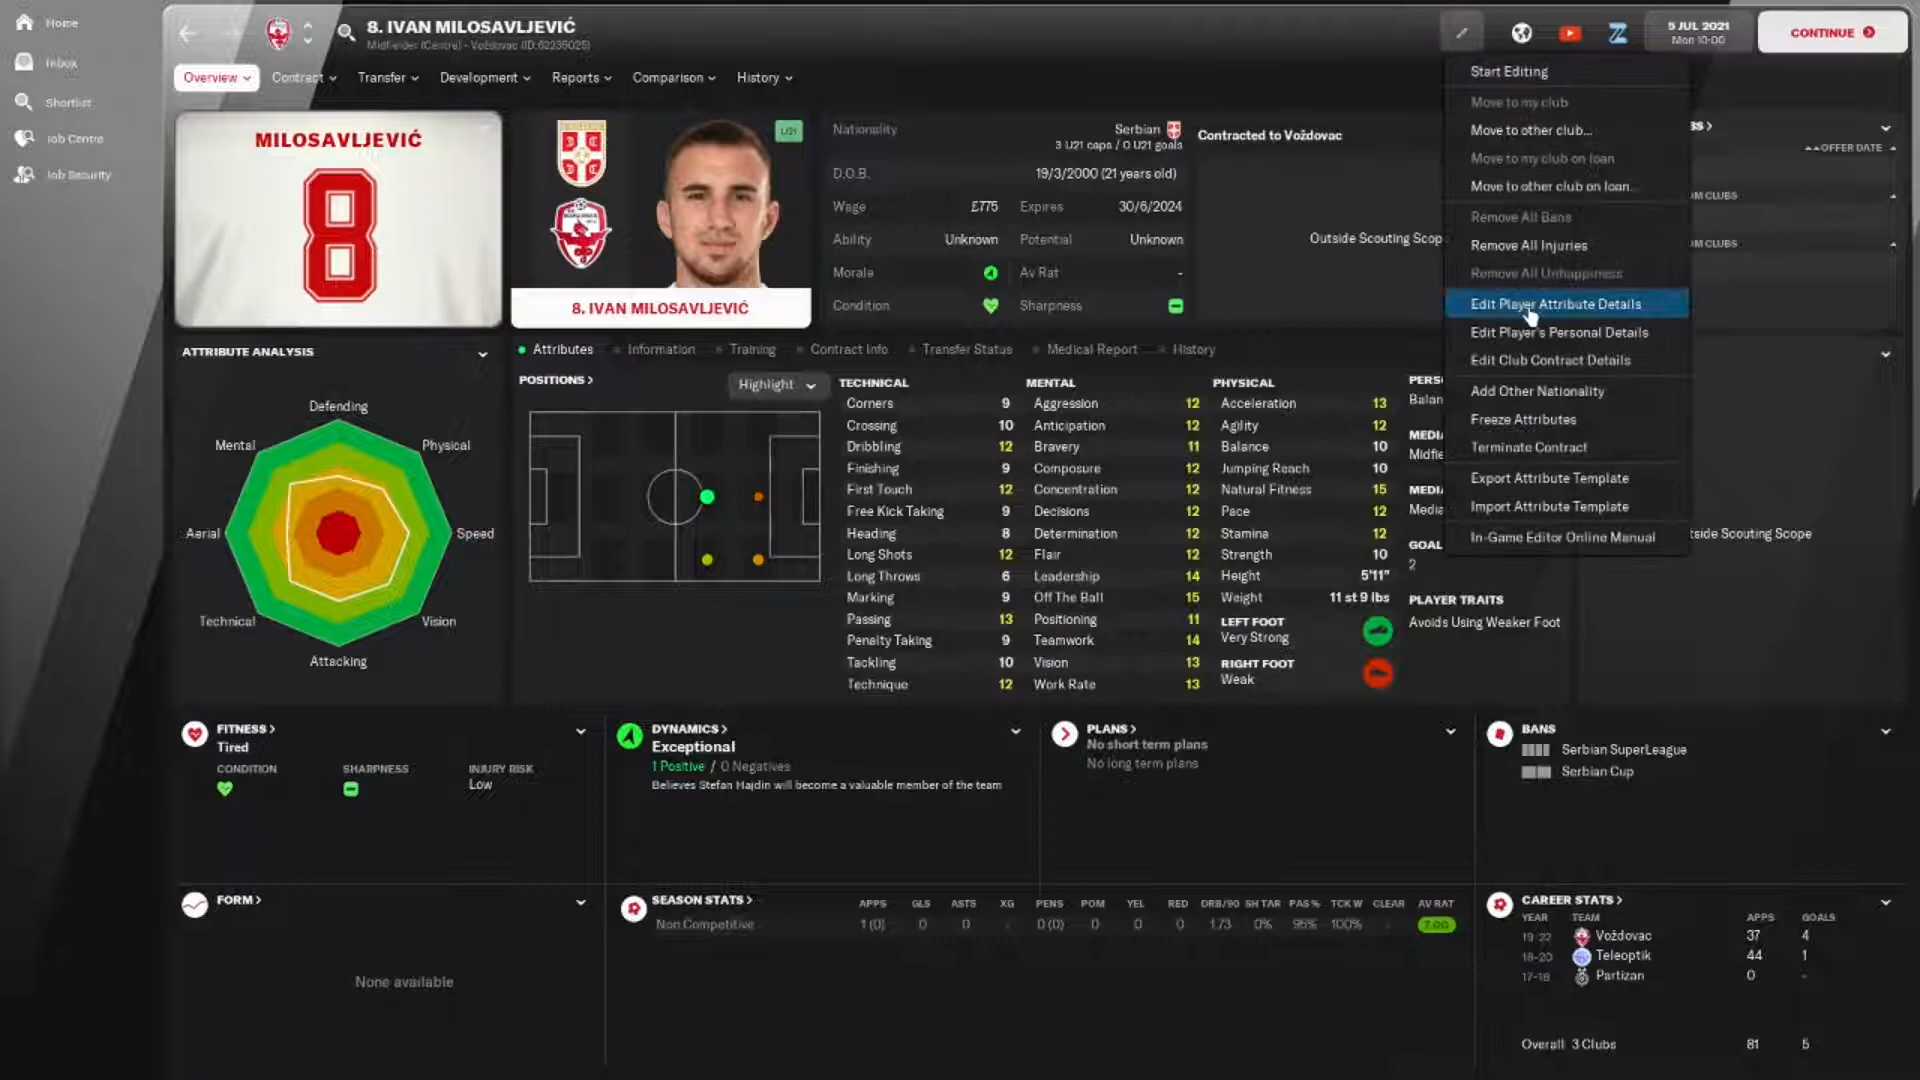 Home
Inbox
Shortlist
Job Centre
Job Security
8. IVAN MILOSAVLJEVIĆ
Midfielder (Centre) - Voždovac (ID:62235025)
5 JUL 2021
Mon 10:00
CONTINUE
Overview
Contract
Transfer
Development
Reports
Comparison
History
Start Editing
Move to my club
Move to other club...
Move to my club on loan
Move to other club on loan...
Remove All Bans
Remove All Injuries
Remove All Unhappiness
Edit Player Attribute Details
Edit Player's Personal Details
Edit Club Contract Details
Add Other Nationality
Freeze Attributes
Terminate Contract
Export Attribute Template
Import Attribute Template
In-Game Editor Online Manual
MILOSAVLJEVIĆ
8
U21
8. IVAN MILOSAVLJEVIĆ
Nationality Serbian
3 U21 caps / 0 U21 goals
D.O.B. 19/3/2000 (21 years old)
Wage £775 Expires 30/6/2024
Ability Unknown Potential Unknown
Morale Av Rat -
Condition Sharpness
Contracted to Voždovac
Outside Scouting Scop
BS >
OFFER DATE
OM CLUBS
OM CLUBS
ATTRIBUTE ANALYSIS
Defending
Mental Physical
Aerial Speed
Technical Vision
Attacking
Attributes Information Training Contract Info Transfer Status Medical Report History
POSITIONS >
Highlight
TECHNICAL
Corners 9
Crossing 10
Dribbling 12
Finishing 9
First Touch 12
Free Kick Taking 9
Heading 8
Long Shots 12
Long Throws 6
Marking 9
Passing 13
Penalty Taking 9
Tackling 10
Technique 12
MENTAL
Aggression 12
Anticipation 12
Bravery 11
Composure 12
Concentration 12
Decisions 12
Determination 12
Flair 12
Leadership 14
Off The Ball 15
Positioning 11
Teamwork 14
Vision 13
Work Rate 13
PHYSICAL
Acceleration 13
Agility 12
Balance 10
Jumping Reach 10
Natural Fitness 15
Pace 12
Stamina 12
Strength 10
Height 5'11"
Weight 11 st 9 lbs
LEFT FOOT
Very Strong
RIGHT FOOT
Weak
PERS
Balan
MEDIA
Midfie
MEDIA
Media
GOAL
2
PLAYER TRAITS
Avoids Using Weaker Foot
tside Scouting Scope
FITNESS >
Tired
CONDITION SHARPNESS INJURY RISK
Low
DYNAMICS >
Exceptional
1 Positive / 0 Negatives
Believes Stefan Hajdin will become a valuable member of the team
PLANS >
No short term plans
No long term plans
BANS
Serbian SuperLeague
Serbian Cup
FORM >
None available
SEASON STATS > APPS GLS ASTS XG PENS POM YEL RED DRB/90 SH TAR PAS% TCK W CLEAR AV RAT
Non Competitive 1 (0) 0 0 - 0 (0) 0 0 0 1.73 0% 95% 100% - 7.00
CAREER STATS >
YEAR TEAM APPS GOALS
19-22 Voždovac 37 4
18-20 Teleoptik 44 1
17-18 Partizan 0 -
Overall 3 Clubs 81 5